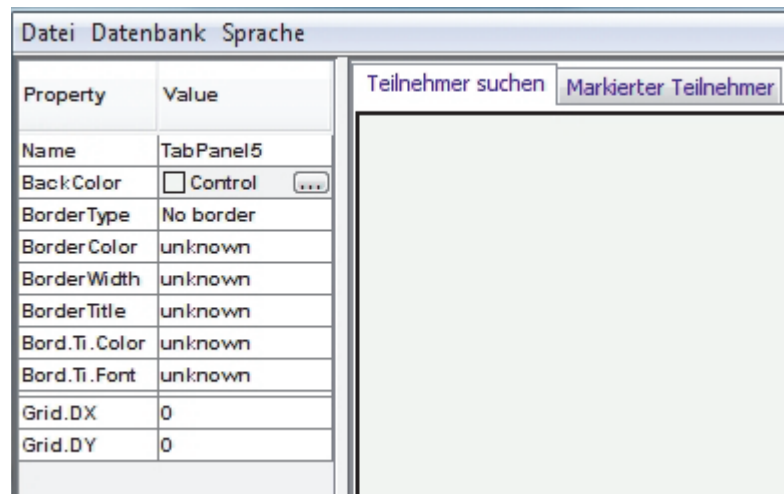 Datei Datenbank Sprache
Property Value
Name TabPanel5
BackColor Control ...
BorderType No border
BorderColor unknown
BorderWidth unknown
BorderTitle unknown
Bord.Ti.Color unknown
Bord.Ti.Font unknown
Grid.DX 0
Grid.DY 0
Teilnehmer suchen Markierter Teilnehmer